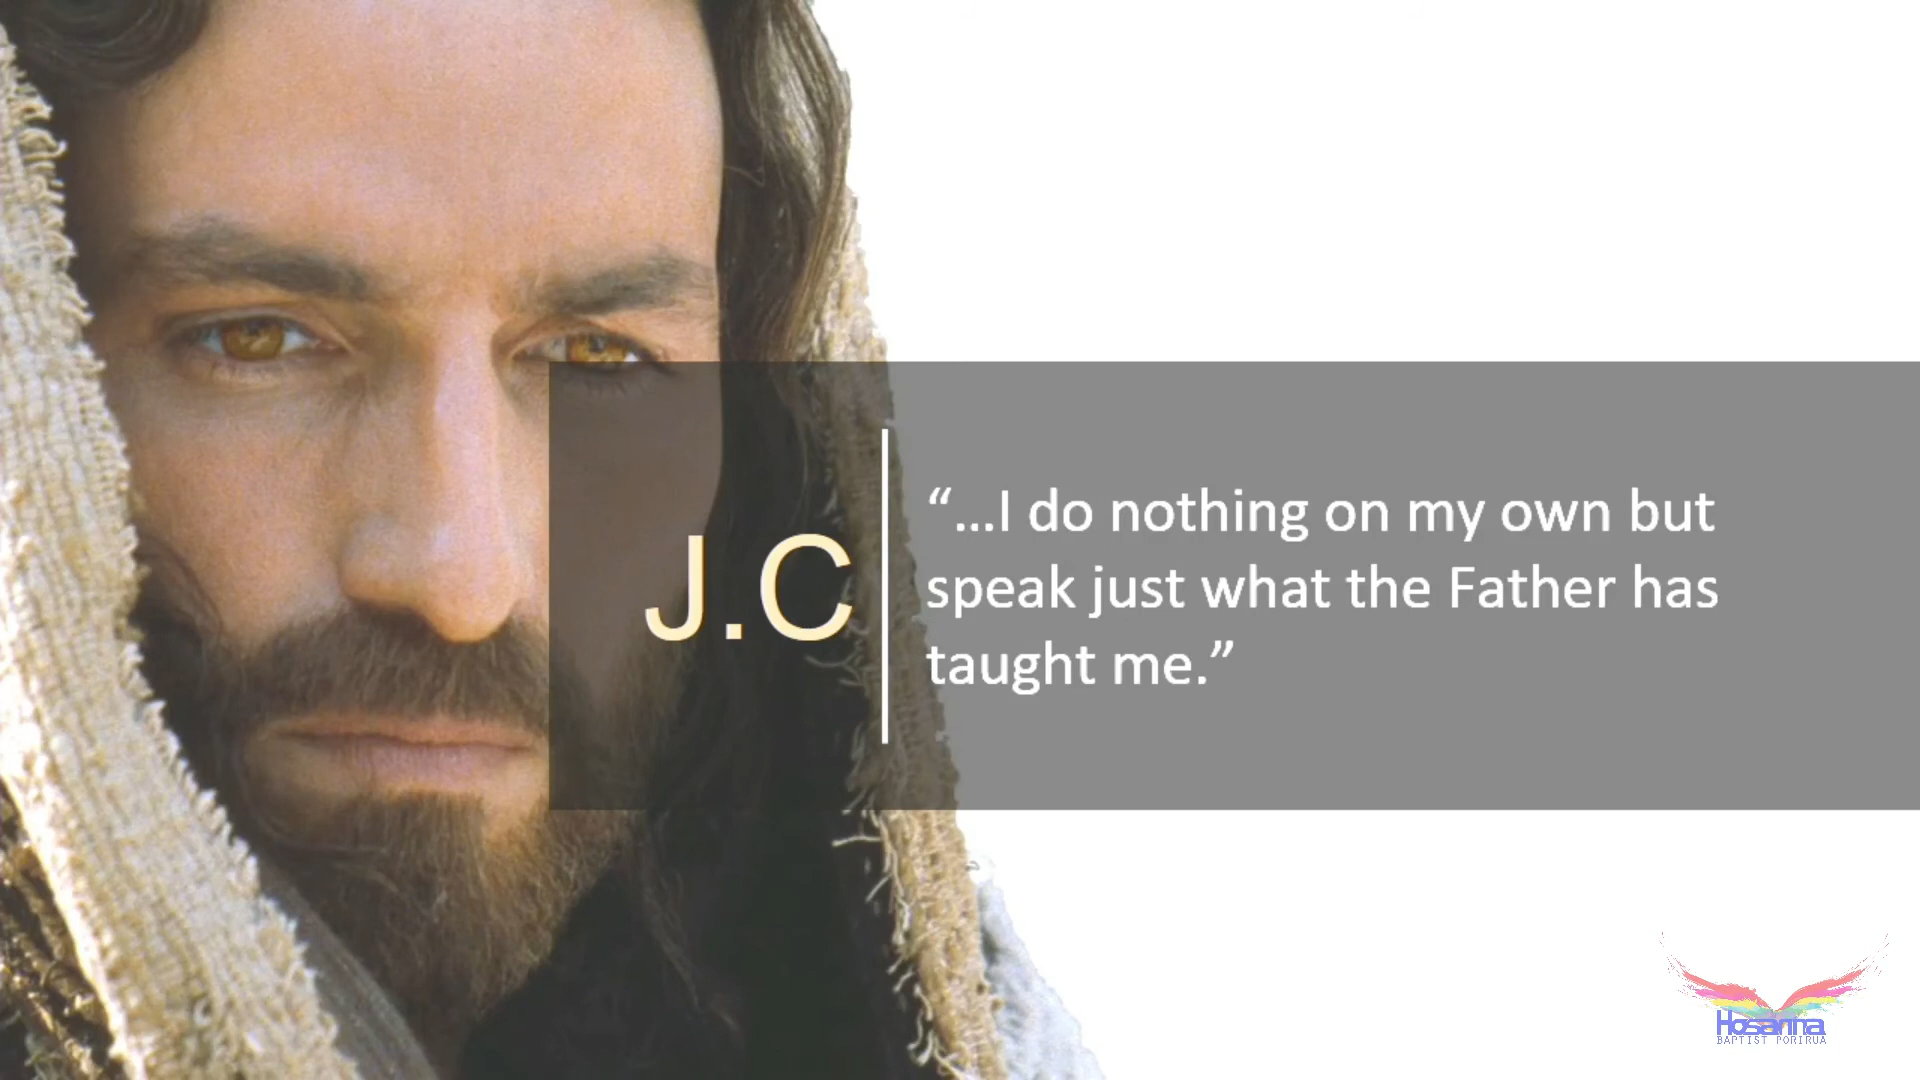 J.C
“…I do nothing on my own but
speak just what the Father has
taught me.”
Hosanna
BAPTIST PORIRUA